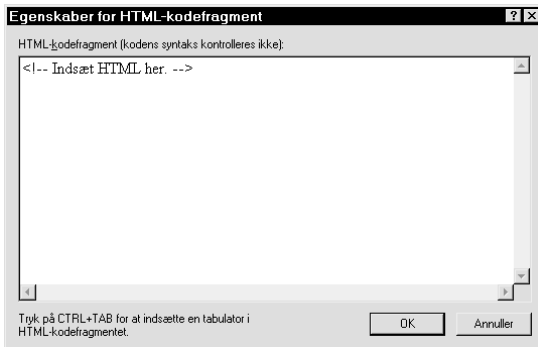 Egenskaber for HTML-kodefragment
HTML-kodefragment (kodens syntaks kontrolleres ikke):
<!-- Indsæt HTML her. -->
Tryk på CTRL+TAB for at indsætte en tabulator i
HTML-kodefragmentet.
OK
Annuller